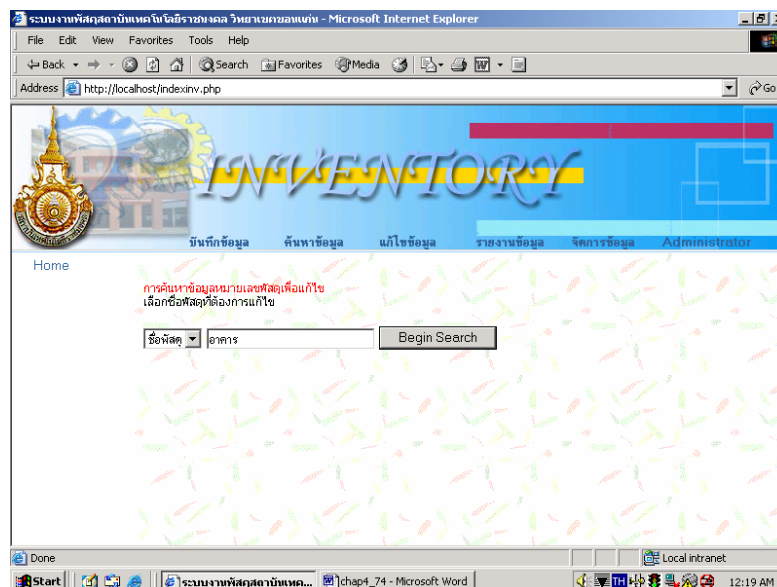 ระบบงานพัสดุสถาบันเทคโนโลยีราชมงคล วิทยาเขตขอนแก่น - Microsoft Internet Explorer
File Edit View Favorites Tools Help
Back Search Favorites Media
Address http://localhost/indexinv.php Go
INVENTORY
บันทึกข้อมูล ค้นหาข้อมูล แก้ไขข้อมูล รายงานข้อมูล จัดการข้อมูล Administrator
Home
การค้นหาข้อมูลหมายเลขพัสดุเพื่อแก้ไข
เลือกชื่อพัสดุที่ต้องการแก้ไข
ชื่อพัสดุ อาคาร Begin Search
Done Local intranet
Start ระบบงานพัสดุสถาบันเทค... chap4_74 - Microsoft Word TH 12:19 AM